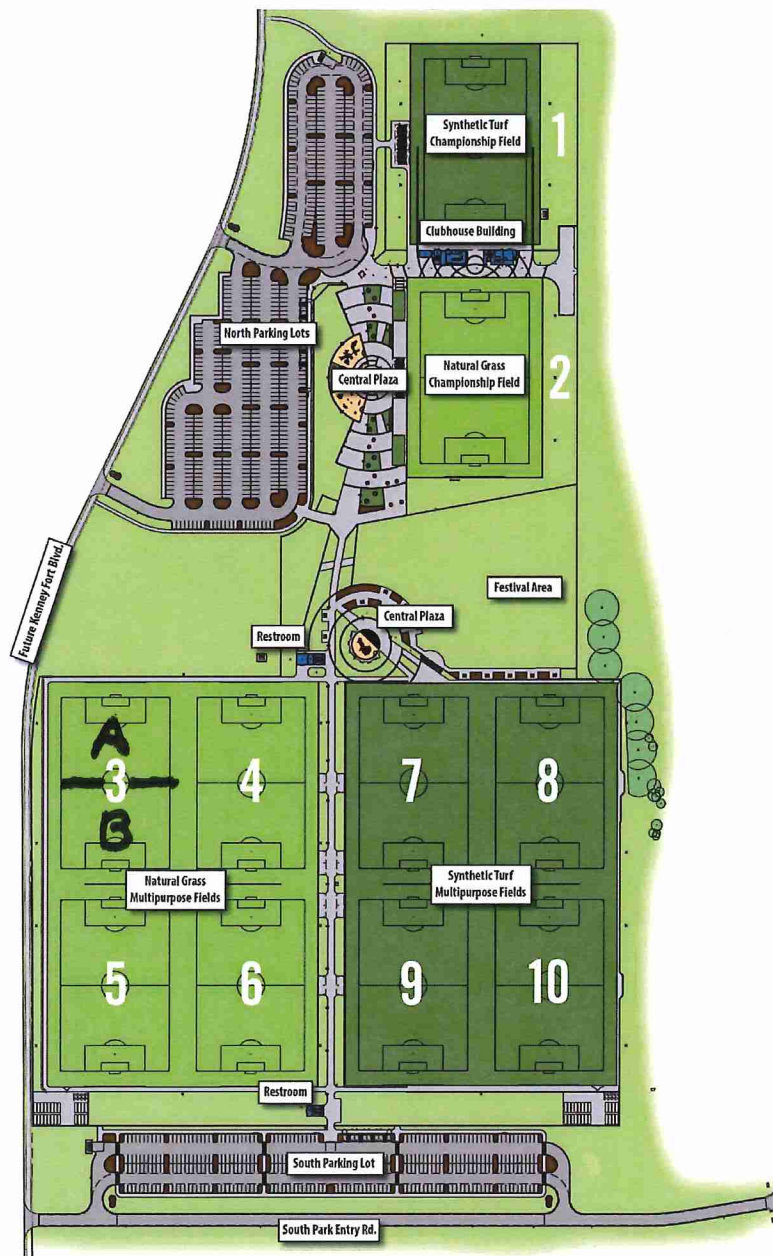 Synthetic Turf
Championship Field
1
Clubhouse Building
North Parking Lots
Central Plaza
Natural Grass
Championship Field
2
Future Kenney Fort Blvd.
Festival Area
Central Plaza
Restroom
A
3
B
4
7
8
Natural Grass
Multipurpose Fields
Synthetic Turf
Multipurpose Fields
5
6
9
10
Restroom
South Parking Lot
South Park Entry Rd.